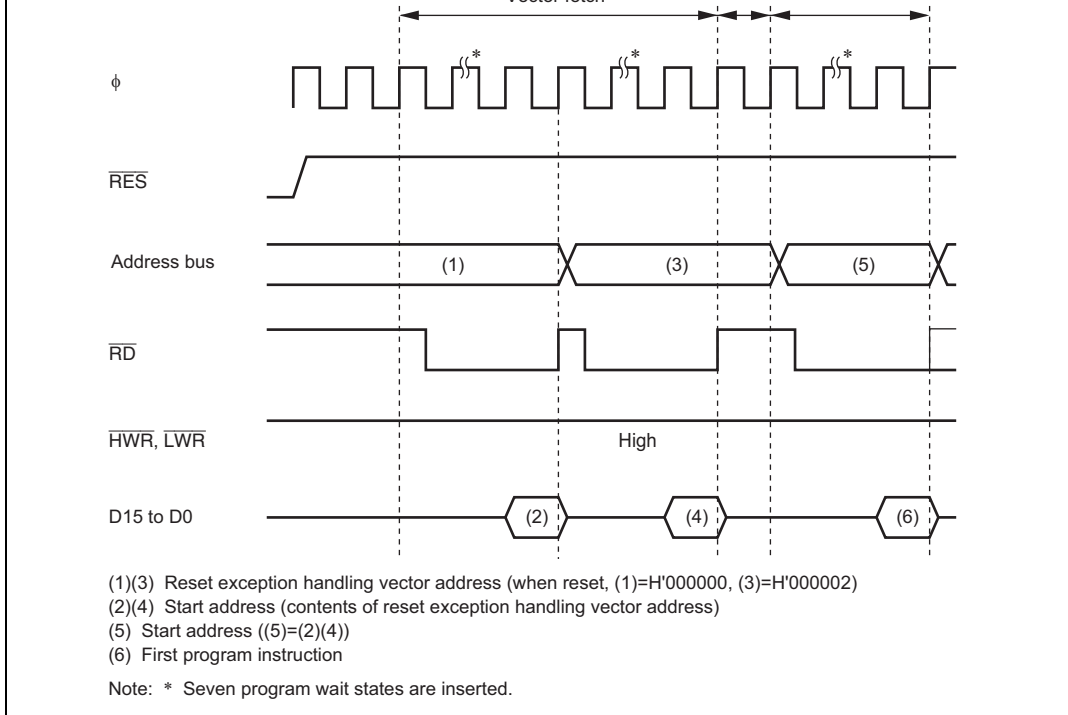 *
*
*
ϕ
RES
Address bus
(1)
(3)
(5)
RD
HWR, LWR
High
D15 to D0
(2)
(4)
(6)
(1)(3) Reset exception handling vector address (when reset, (1)=H'000000, (3)=H'000002)
(2)(4) Start address (contents of reset exception handling vector address)
(5) Start address ((5)=(2)(4))
(6) First program instruction
Note: * Seven program wait states are inserted.